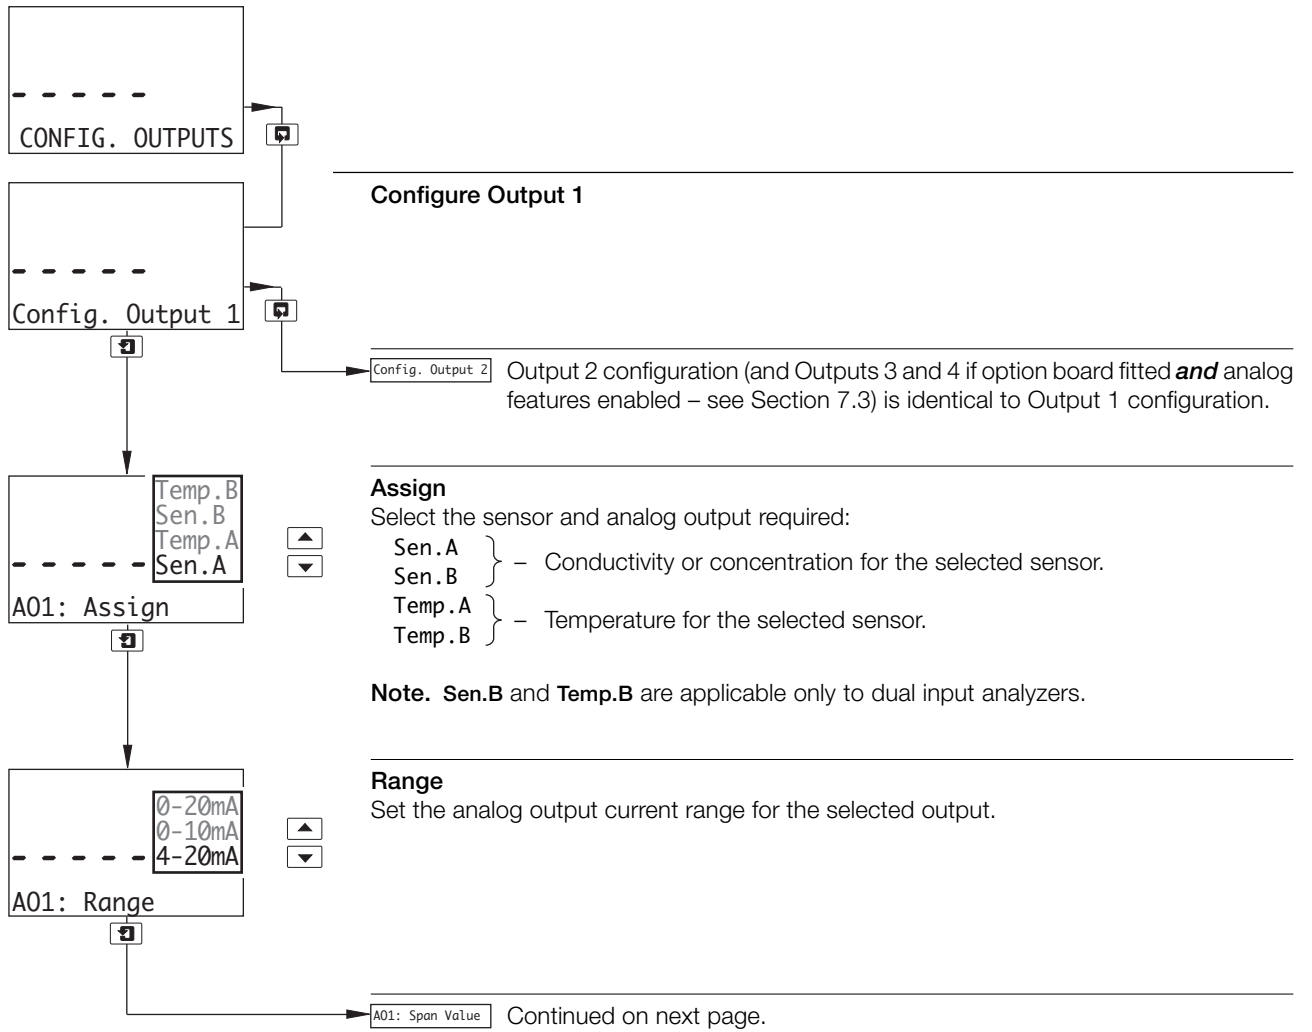 CONFIG. OUTPUTS
Configure Output 1
Config. Output 1
Config. Output 2
Output 2 configuration (and Outputs 3 and 4 if option board fitted and analog
features enabled – see Section 7.3) is identical to Output 1 configuration.
Temp.B
Sen.B
Temp.A
Sen.A
AO1: Assign
Assign
Select the sensor and analog output required:
Sen.A
Sen.B
– Conductivity or concentration for the selected sensor.
Temp.A
Temp.B
– Temperature for the selected sensor.
Note. Sen.B and Temp.B are applicable only to dual input analyzers.
0-20mA
0-10mA
4-20mA
AO1: Range
Range
Set the analog output current range for the selected output.
AO1: Span Value
Continued on next page.